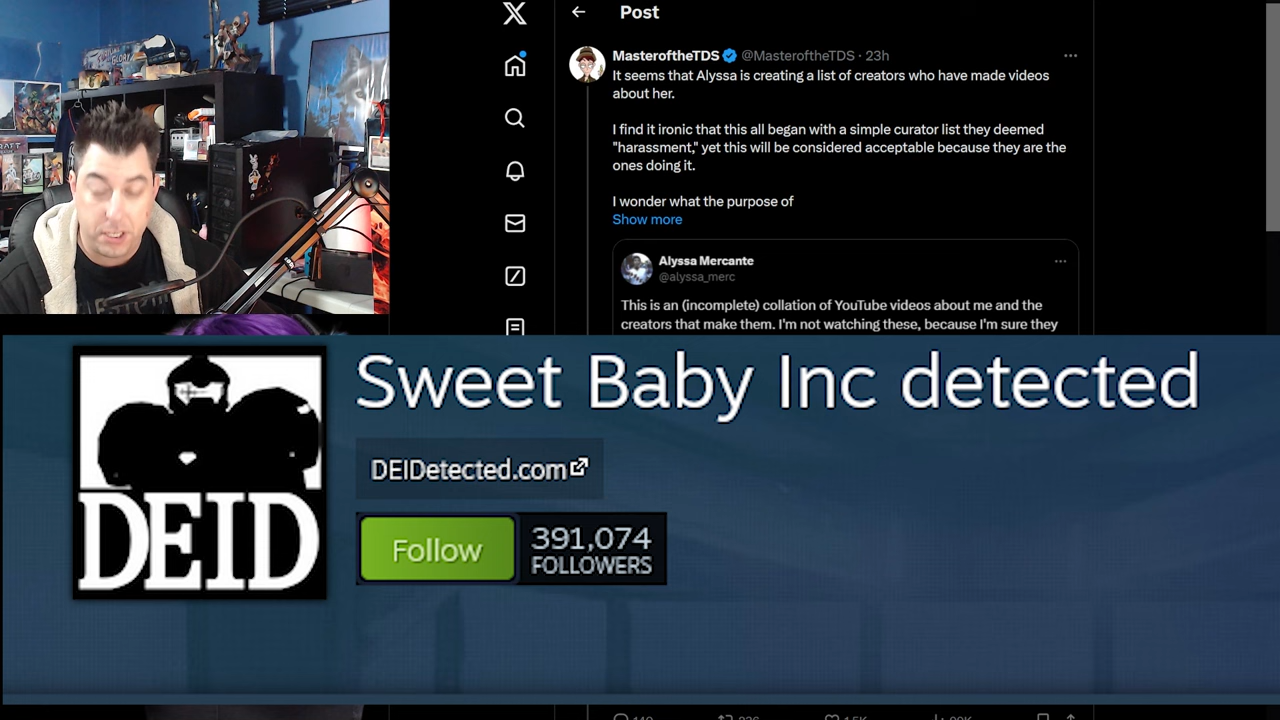 Post
MasteroftheTDS @MasteroftheTDS · 23h
It seems that Alyssa is creating a list of creators who have made videos
about her.
I find it ironic that this all began with a simple curator list they deemed
"harassment," yet this will be considered acceptable because they are the
ones doing it.
I wonder what the purpose of
Show more
Alyssa Mercante
@alyssa_merc
This is an (incomplete) collation of YouTube videos about me and the
creators that make them. I'm not watching these, because I'm sure they
Sweet Baby Inc detected
DEIDetected.com
DEID
Follow
391,074
FOLLOWERS